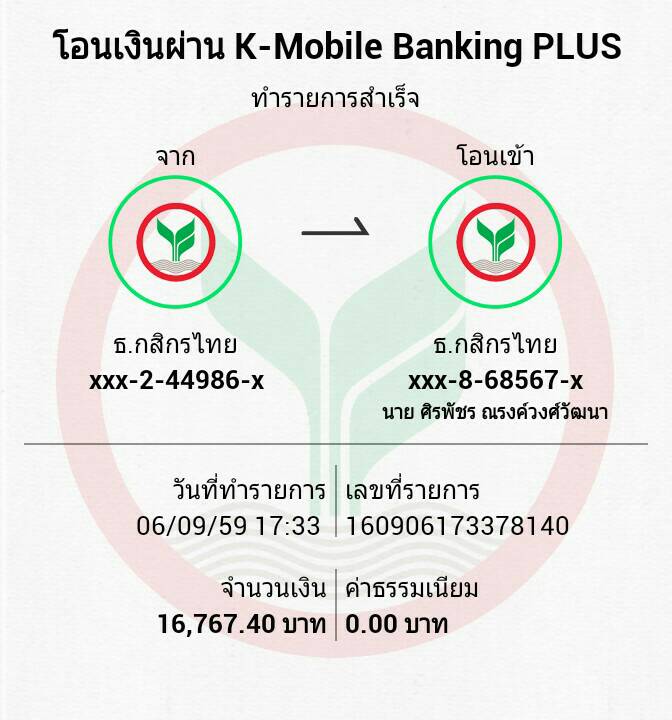 โอนเงินผ่าน K-Mobile Banking PLUS
ทำรายการสำเร็จ
จาก
โอนเข้า
ธ.กสิกรไทย
xxx-2-44986-x
ธ.กสิกรไทย
xxx-8-68567-x
นาย ศิรพัชร ณรงค์วงศ์วัฒนา
วันที่ทำรายการ
06/09/59 17:33
เลขที่รายการ
160906173378140
จำนวนเงิน
16,767.40 บาท
ค่าธรรมเนียม
0.00 บาท